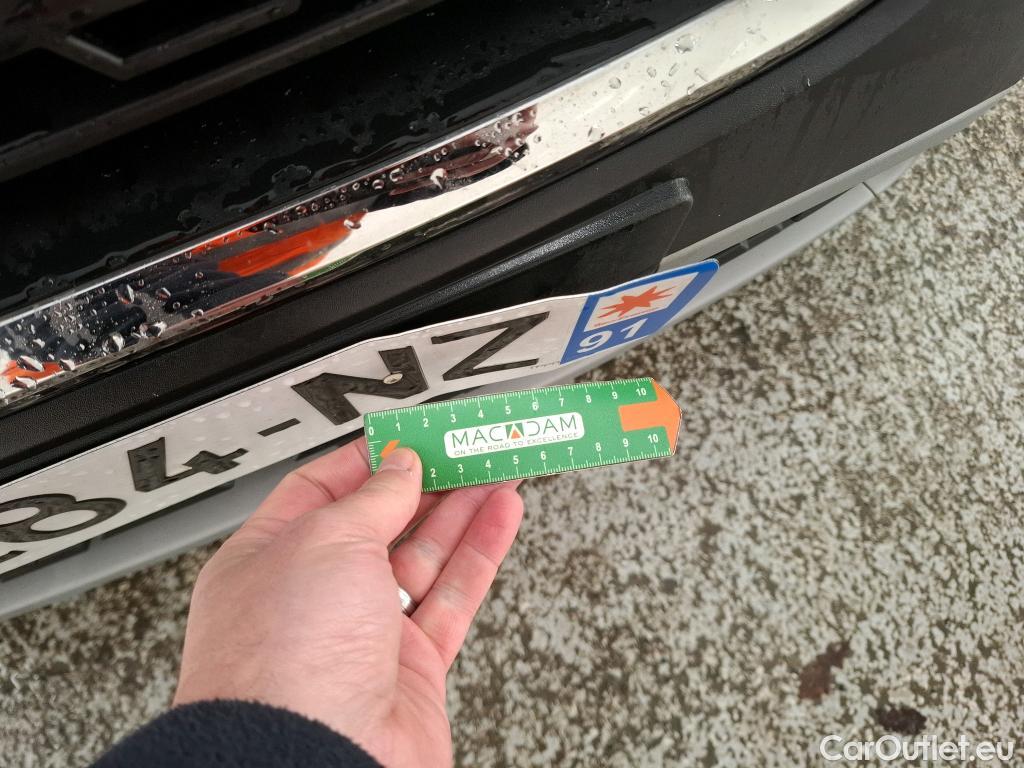 84-NZ
91
0 1 2 3 4 5 6 7 8 9 10
MACADAM
ON THE ROAD TO EXCELLENCE
2 3 4 5 6 7 8 9 10
CarOutlet.eu